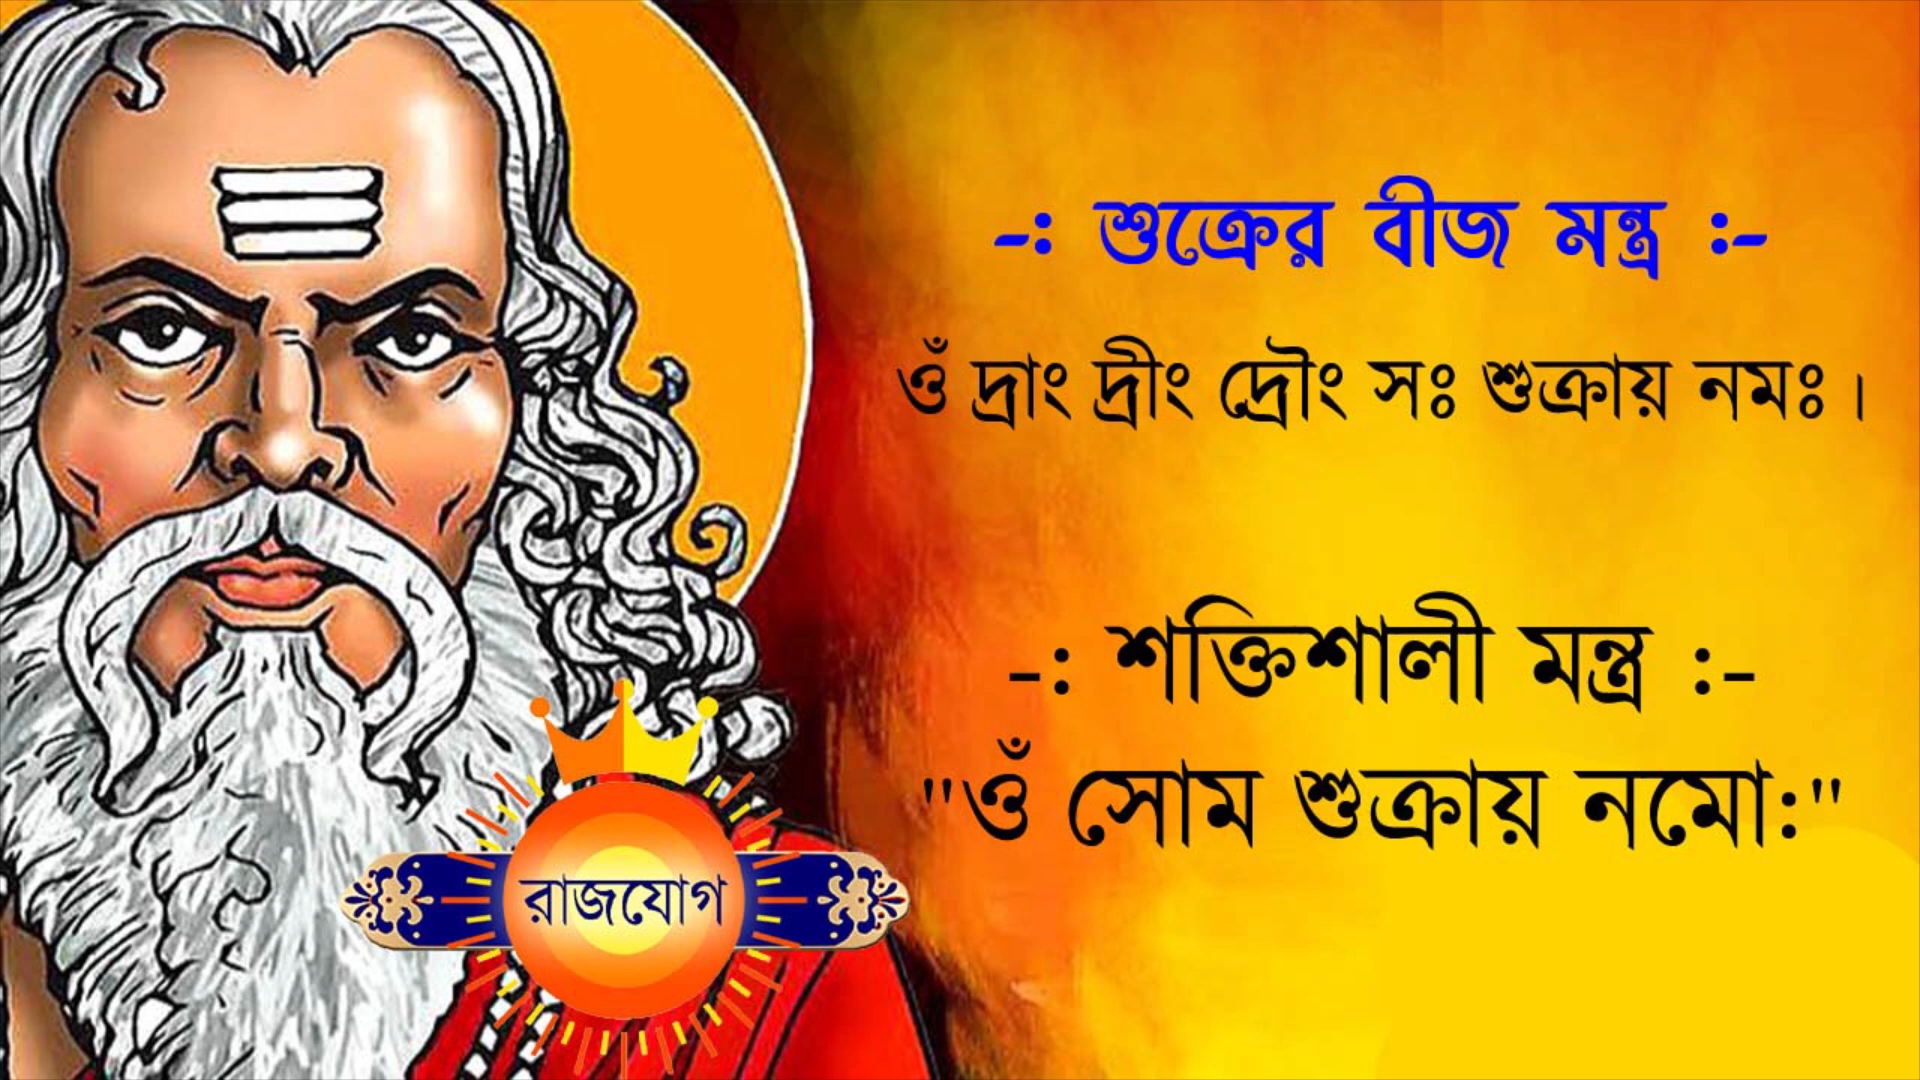 -: শুক্রের বীজ মন্ত্র :-
ওঁ দ্রাং দ্রীং দ্রৌং সঃ শুক্রায় নমঃ।
-: শক্তিশালী মন্ত্র :-
"ওঁ সোম শুক্রায় নমো:"
রাজযোগ